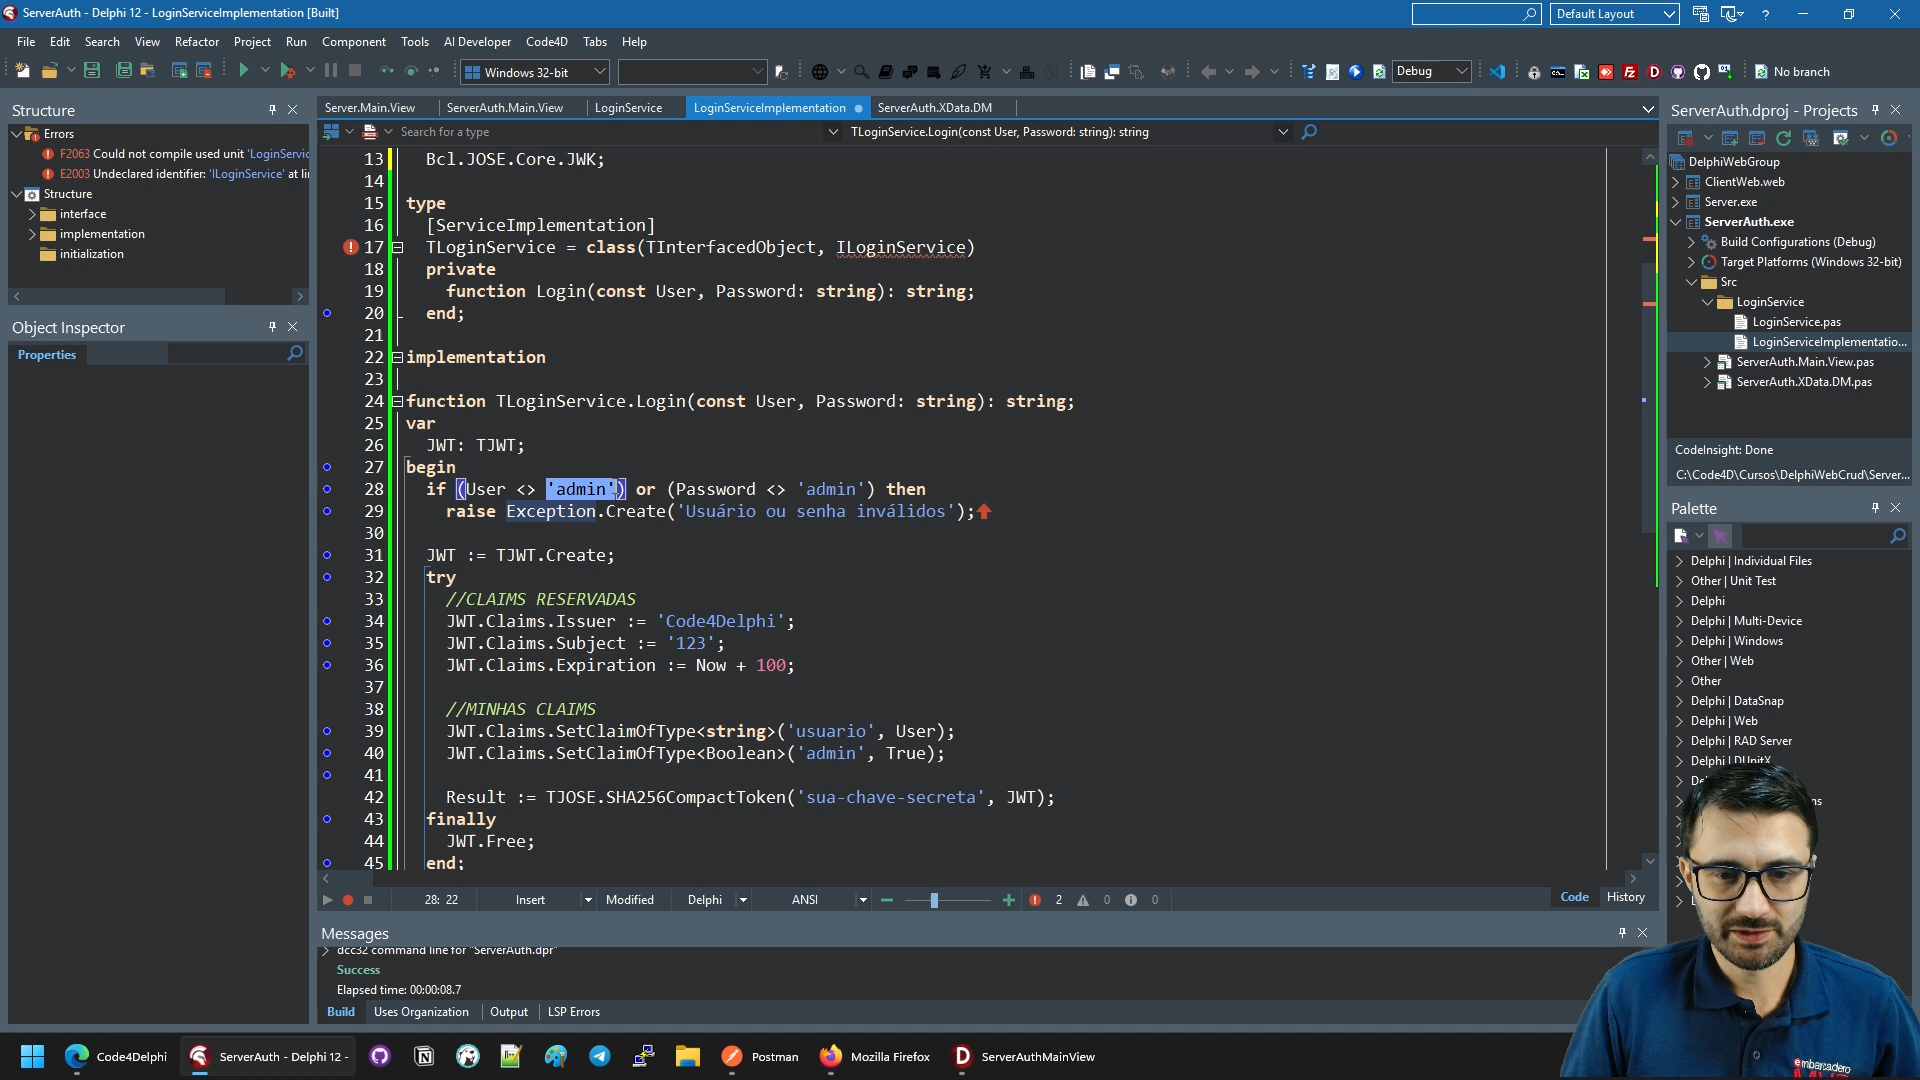 ServerAuth - Delphi 12 - LoginServiceImplementation [Built]
Default Layout
?
File Edit Search View Refactor Project Run Component Tools AI Developer Code4D Tabs Help
Windows 32-bit
Debug
No branch
Structure
Errors
F2063 Could not compile used unit 'LoginServic
E2003 Undeclared identifier: 'ILoginService' at li
Structure
interface
implementation
initialization
Object Inspector
Properties
Server.Main.View
ServerAuth.Main.View
LoginService
LoginServiceImplementation
ServerAuth.XData.DM
Search for a type
TLoginService.Login(const User, Password: string): string
13 Bcl.JOSE.Core.JWK;
14
15 type
16 [ServiceImplementation]
17 TLoginService = class(TInterfacedObject, ILoginService)
18 private
19 function Login(const User, Password: string): string;
20 end;
21
22 implementation
23
24 function TLoginService.Login(const User, Password: string): string;
25 var
26 JWT: TJWT;
27 begin
28 if (User <> 'admin') or (Password <> 'admin') then
29 raise Exception.Create('Usuário ou senha inválidos');
30
31 JWT := TJWT.Create;
32 try
33 //CLAIMS RESERVADAS
34 JWT.Claims.Issuer := 'Code4Delphi';
35 JWT.Claims.Subject := '123';
36 JWT.Claims.Expiration := Now + 100;
37
38 //MINHAS CLAIMS
39 JWT.Claims.SetClaimOfType<string>('usuario', User);
40 JWT.Claims.SetClaimOfType<Boolean>('admin', True);
41
42 Result := TJOSE.SHA256CompactToken('sua-chave-secreta', JWT);
43 finally
44 JWT.Free;
45 end;
28: 22
Insert
Modified
Delphi
ANSI
2
0
0
Code
History
Messages
dcc32 command line for "ServerAuth.dpr"
Success
Elapsed time: 00:00:08.7
Build
Uses Organization
Output
LSP Errors
ServerAuth.dproj - Projects
DelphiWebGroup
ClientWeb.web
Server.exe
ServerAuth.exe
Build Configurations (Debug)
Target Platforms (Windows 32-bit)
Src
LoginService
LoginService.pas
LoginServiceImplementatio...
ServerAuth.Main.View.pas
ServerAuth.XData.DM.pas
CodeInsight: Done
C:\Code4D\Cursos\DelphiWebCrud\Server...
Palette
Delphi | Individual Files
Other | Unit Test
Delphi
Delphi | Multi-Device
Delphi | Windows
Other | Web
Other
Delphi | DataSnap
Delphi | Web
Delphi | RAD Server
Delphi | DUnitX
embarcadero
Code4Delphi
ServerAuth - Delphi 12 -
Postman
Mozilla Firefox
ServerAuthMainView